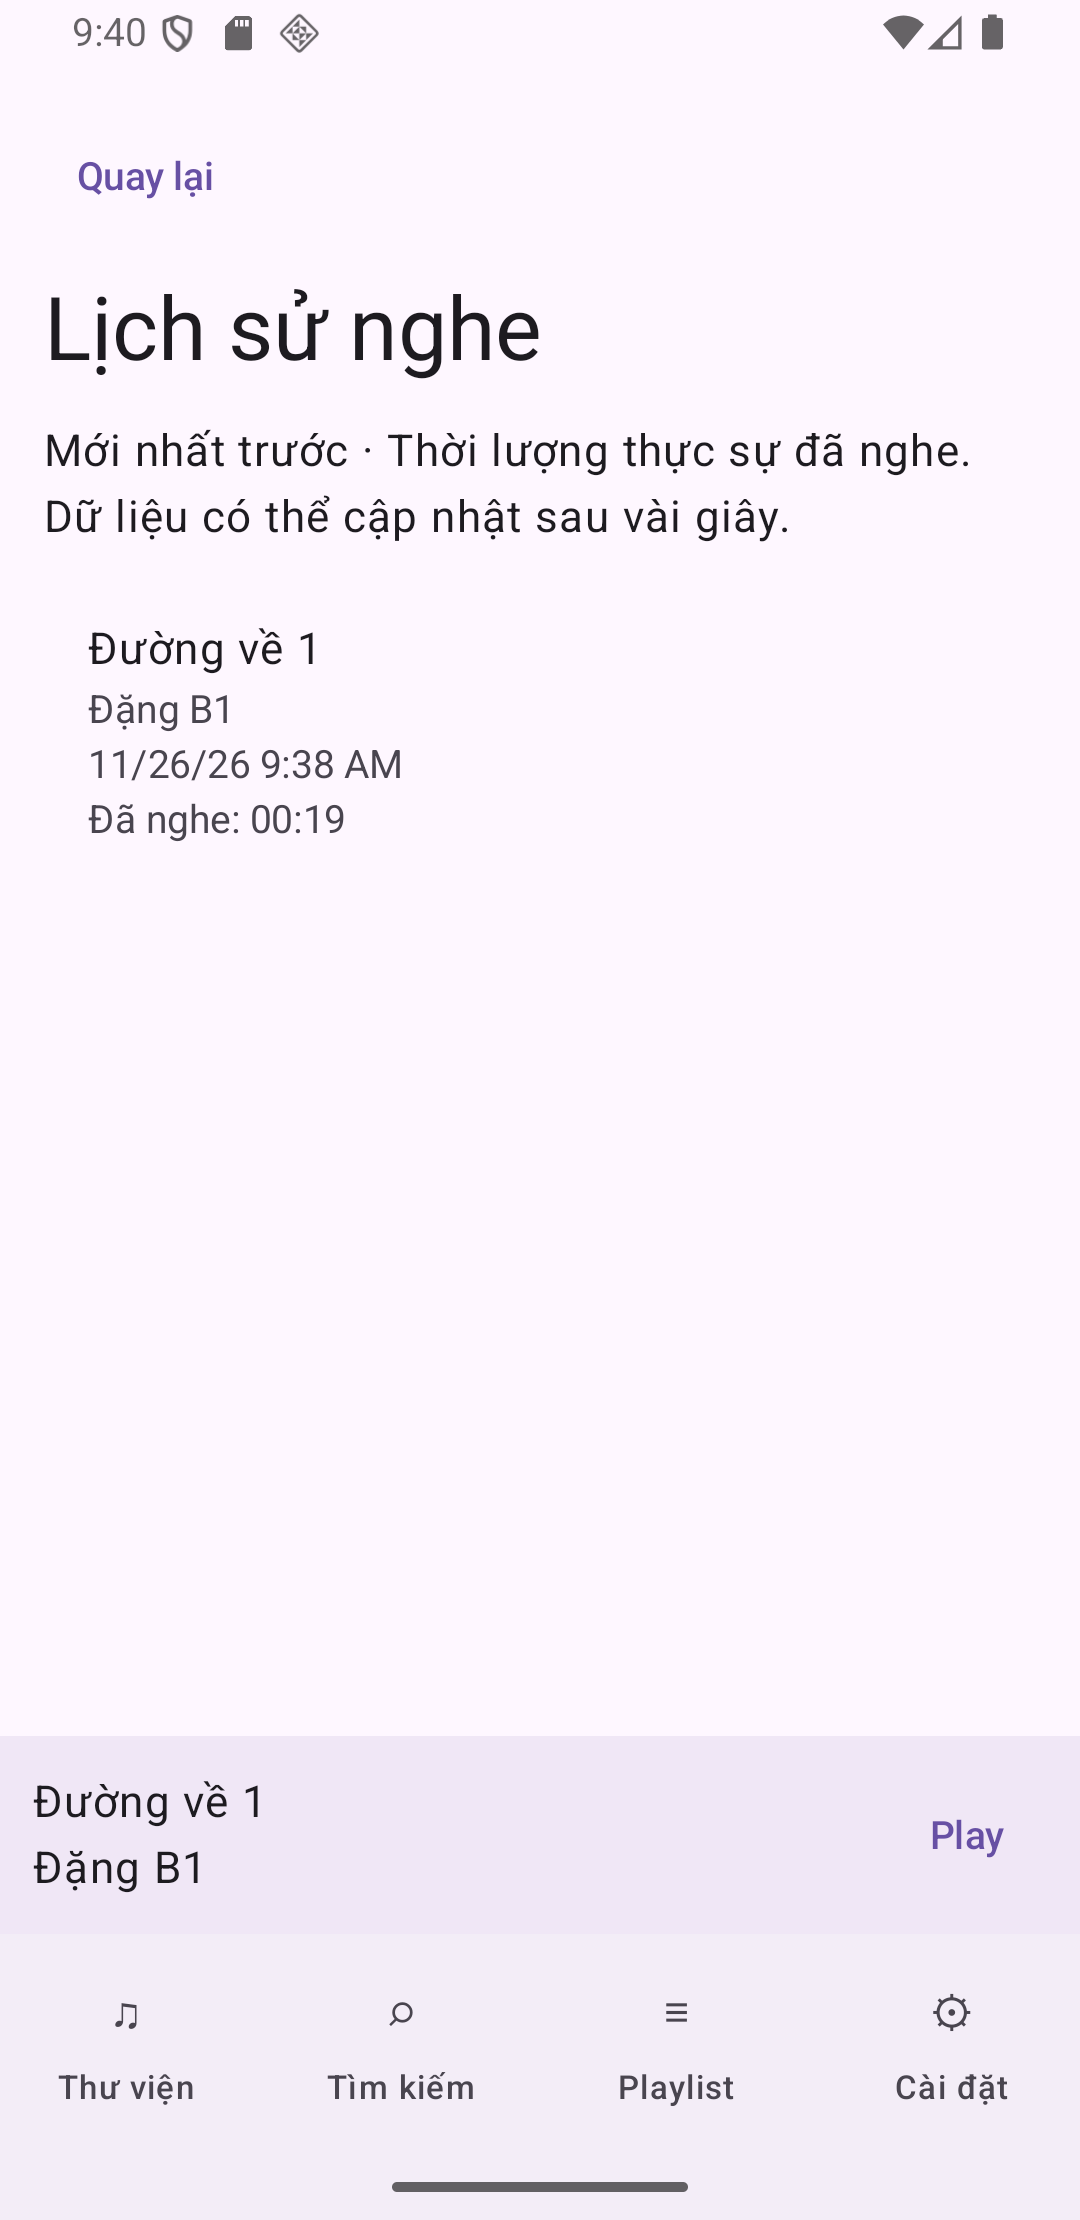 9:40
Quay lại
Lịch sử nghe
Mới nhất trước · Thời lượng thực sự đã nghe.
Dữ liệu có thể cập nhật sau vài giây.
Đường về 1
Đặng B1
11/26/26 9:38 AM
Đã nghe: 00:19
Đường về 1
Đặng B1
Play
Thư viện
Tìm kiếm
Playlist
Cài đặt